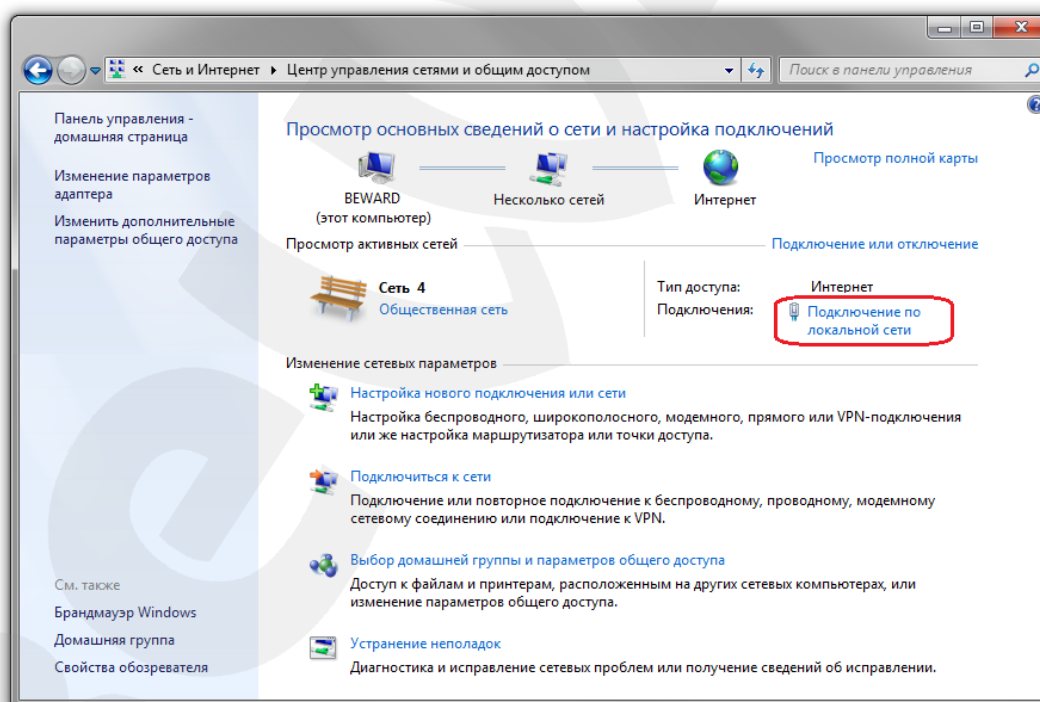 « Сеть и Интернет ▸ Центр управления сетями и общим доступом
Поиск в панели управления
Панель управления -
домашняя страница
Изменение параметров
адаптера
Изменить дополнительные
параметры общего доступа
См. также
Брандмауэр Windows
Домашняя группа
Свойства обозревателя
Просмотр основных сведений о сети и настройка подключений
Просмотр полной карты
BEWARD
(этот компьютер)
Несколько сетей
Интернет
Просмотр активных сетей
Подключение или отключение
Сеть 4
Общественная сеть
Тип доступа: Интернет
Подключения: Подключение по
локальной сети
Изменение сетевых параметров
Настройка нового подключения или сети
Настройка беспроводного, широкополосного, модемного, прямого или VPN-подключения
или же настройка маршрутизатора или точки доступа.
Подключиться к сети
Подключение или повторное подключение к беспроводному, проводному, модемному
сетевому соединению или подключение к VPN.
Выбор домашней группы и параметров общего доступа
Доступ к файлам и принтерам, расположенным на других сетевых компьютерах, или
изменение параметров общего доступа.
Устранение неполадок
Диагностика и исправление сетевых проблем или получение сведений об исправлении.